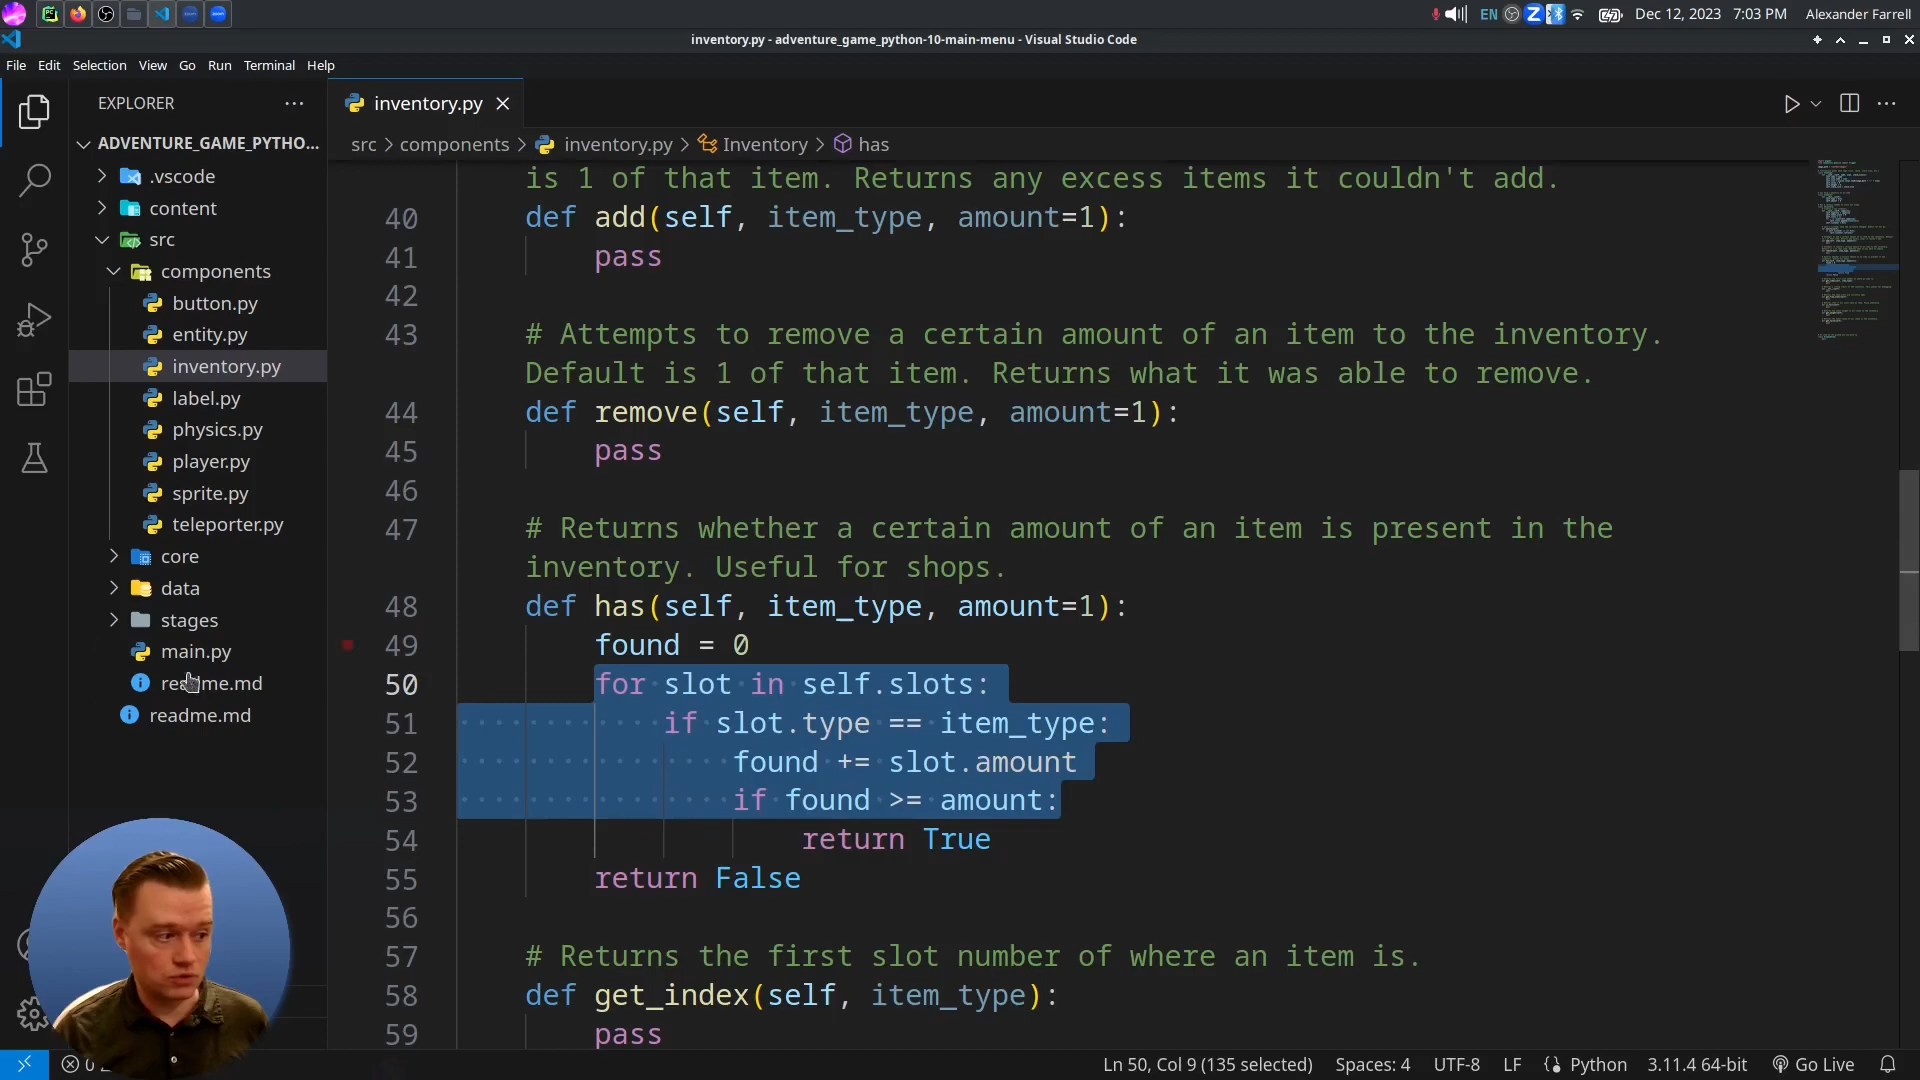 EN
Dec 12, 2023 7:03 PM Alexander Farrell
inventory.py - adventure_game_python-10-main-menu - Visual Studio Code
File Edit Selection View Go Run Terminal Help
EXPLORER
inventory.py
ADVENTURE_GAME_PYTHO...
src > components > inventory.py > Inventory > has
.vscode
content
src
components
button.py
entity.py
inventory.py
label.py
physics.py
player.py
sprite.py
teleporter.py
core
data
stages
main.py
readme.md
readme.md
is 1 of that item. Returns any excess items it couldn't add.
40 def add(self, item_type, amount=1):
41 pass
42
43 # Attempts to remove a certain amount of an item to the inventory.
Default is 1 of that item. Returns what it was able to remove.
44 def remove(self, item_type, amount=1):
45 pass
46
47 # Returns whether a certain amount of an item is present in the
inventory. Useful for shops.
48 def has(self, item_type, amount=1):
49 found = 0
50 for slot in self.slots:
51 if slot.type == item_type:
52 found += slot.amount
53 if found >= amount:
54 return True
55 return False
56
57 # Returns the first slot number of where an item is.
58 def get_index(self, item_type):
59 pass
0
Ln 50, Col 9 (135 selected) Spaces: 4 UTF-8 LF Python 3.11.4 64-bit Go Live